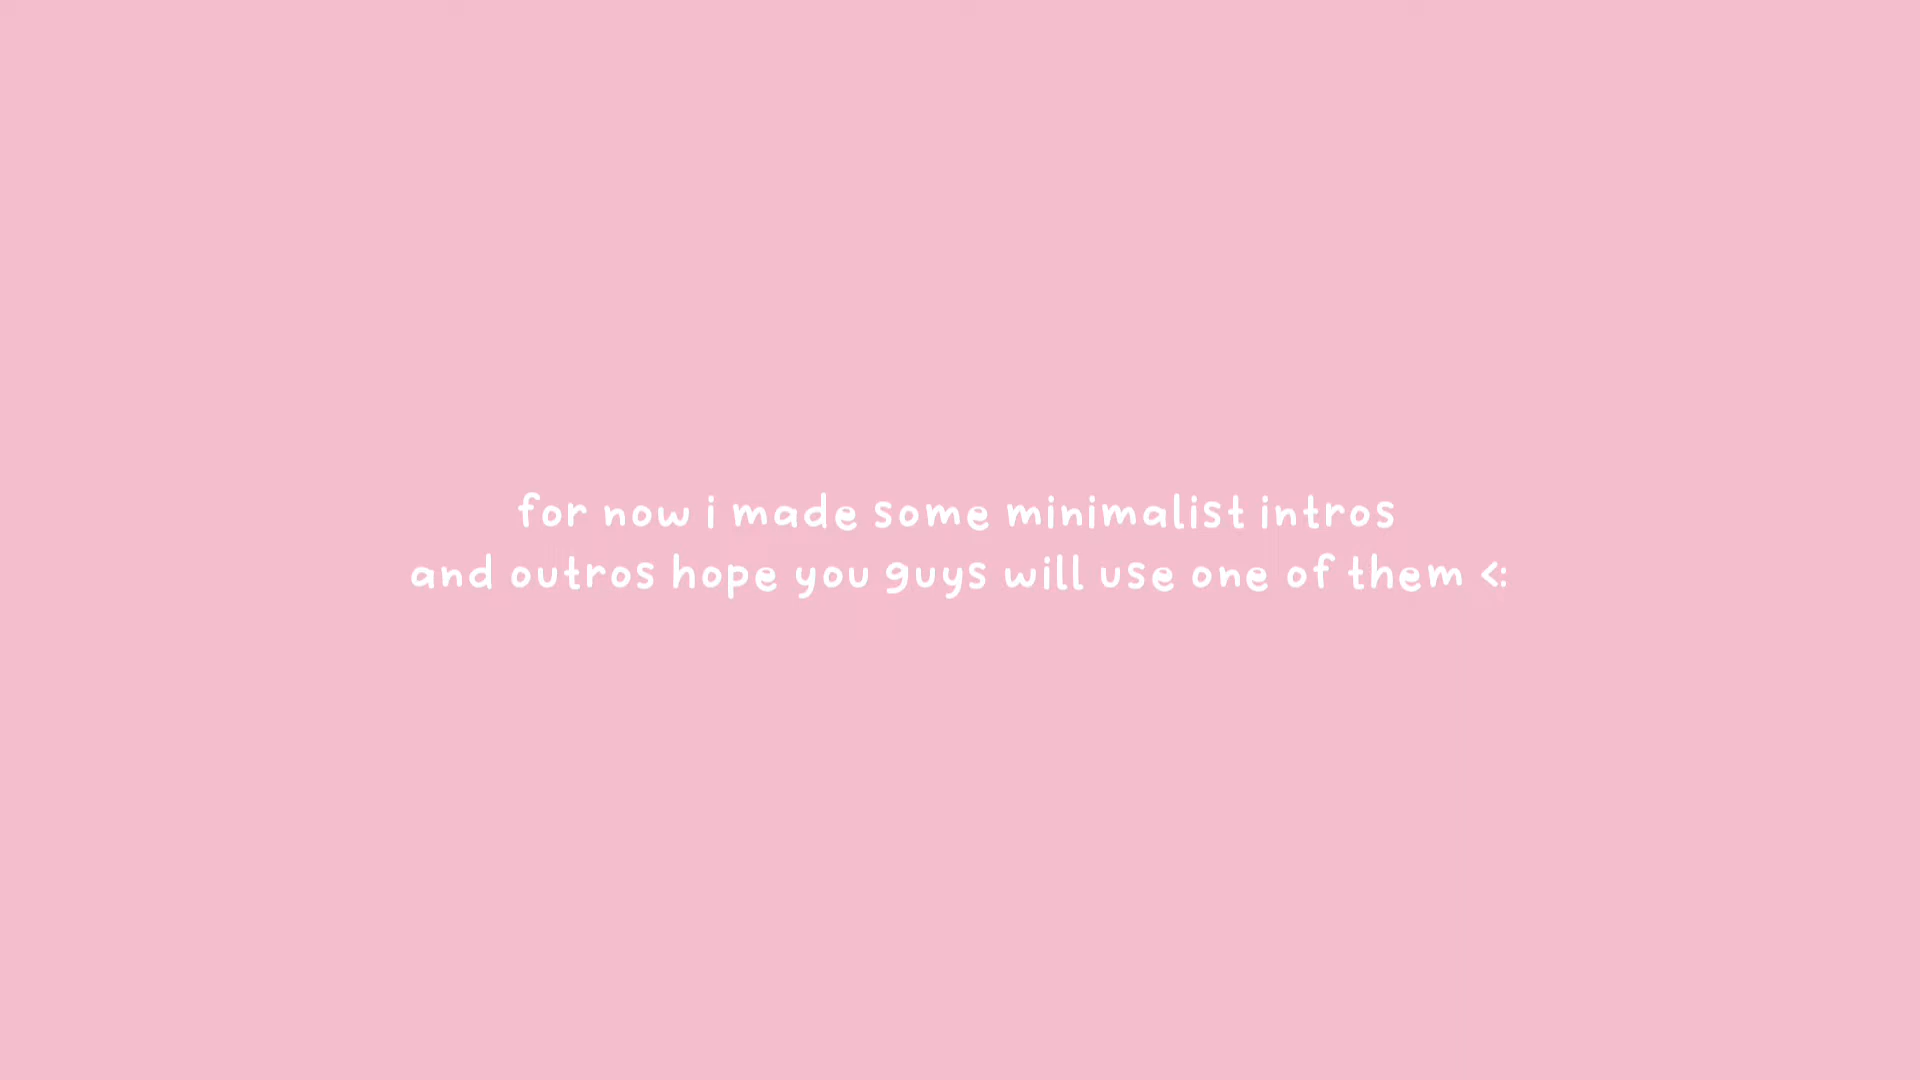 for now i made some minimalist intros
and outros hope you guys will use one of them <: